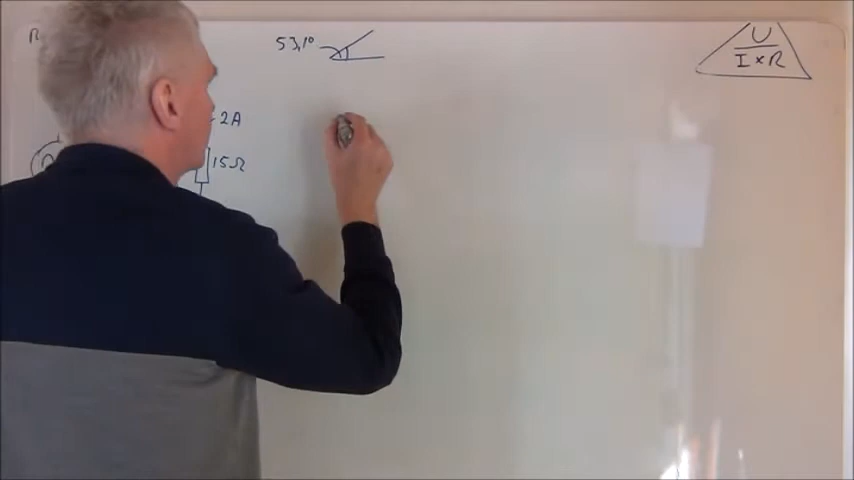 53,1°
U
I × R
2A
15Ω